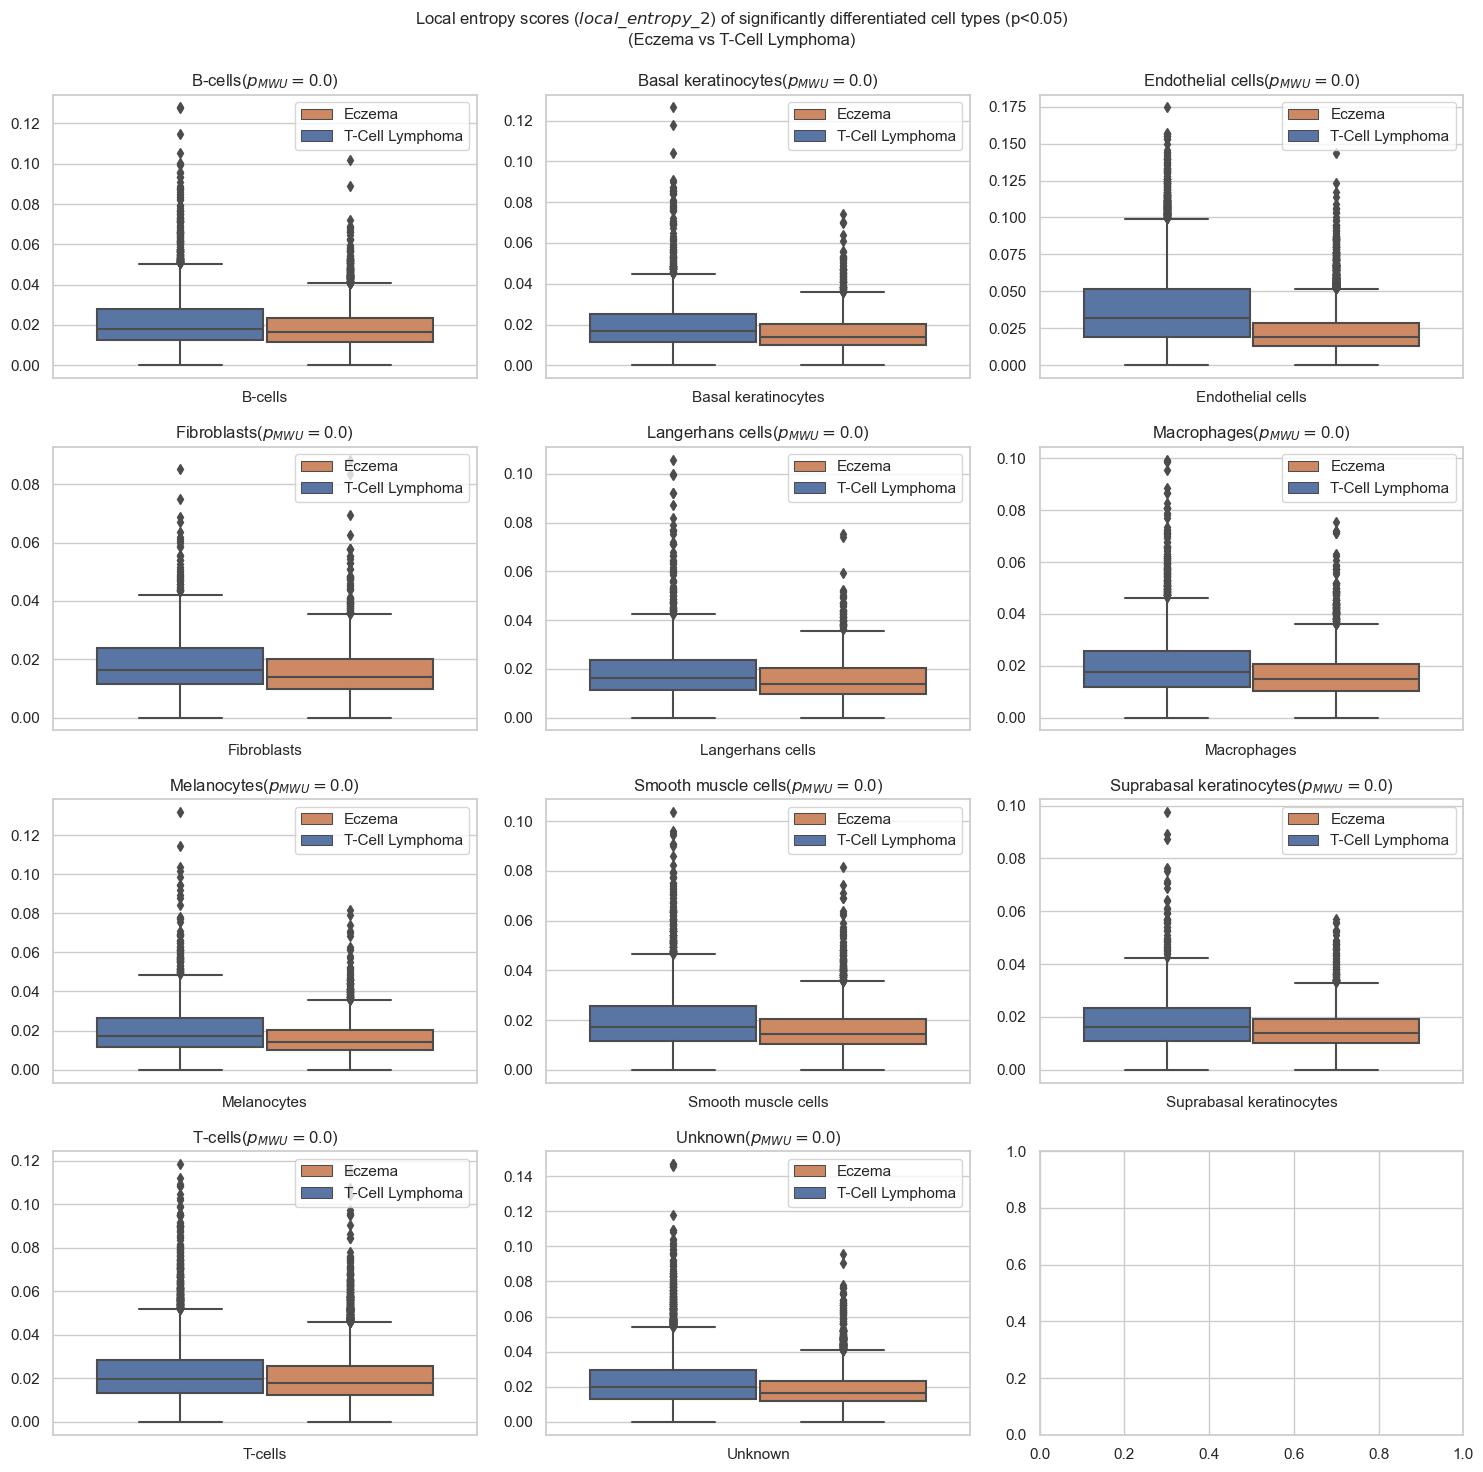 Local entropy scores (local_entropy_2) of significantly differentiated cell types (p<0.05)
(Eczema vs T-Cell Lymphoma)
B-cells(pMWU = 0.0)
0.12
0.10
0.08
0.06
0.04
0.02
0.00
Eczema
T-Cell Lymphoma
B-cells
Basal keratinocytes(pMWU = 0.0)
0.12
0.10
0.08
0.06
0.04
0.02
0.00
Eczema
T-Cell Lymphoma
Basal keratinocytes
Endothelial cells(pMWU = 0.0)
0.175
0.150
0.125
0.100
0.075
0.050
0.025
0.000
Eczema
T-Cell Lymphoma
Endothelial cells
Fibroblasts(pMWU = 0.0)
0.08
0.06
0.04
0.02
0.00
Eczema
T-Cell Lymphoma
Fibroblasts
Langerhans cells(pMWU = 0.0)
0.10
0.08
0.06
0.04
0.02
0.00
Eczema
T-Cell Lymphoma
Langerhans cells
Macrophages(pMWU = 0.0)
0.10
0.08
0.06
0.04
0.02
0.00
Eczema
T-Cell Lymphoma
Macrophages
Melanocytes(pMWU = 0.0)
0.12
0.10
0.08
0.06
0.04
0.02
0.00
Eczema
T-Cell Lymphoma
Melanocytes
Smooth muscle cells(pMWU = 0.0)
0.10
0.08
0.06
0.04
0.02
0.00
Eczema
T-Cell Lymphoma
Smooth muscle cells
Suprabasal keratinocytes(pMWU = 0.0)
0.10
0.08
0.06
0.04
0.02
0.00
Eczema
T-Cell Lymphoma
Suprabasal keratinocytes
T-cells(pMWU = 0.0)
0.12
0.10
0.08
0.06
0.04
0.02
0.00
Eczema
T-Cell Lymphoma
T-cells
Unknown(pMWU = 0.0)
0.14
0.12
0.10
0.08
0.06
0.04
0.02
0.00
Eczema
T-Cell Lymphoma
Unknown
1.0
0.8
0.6
0.4
0.2
0.0
0.0 0.2 0.4 0.6 0.8 1.0